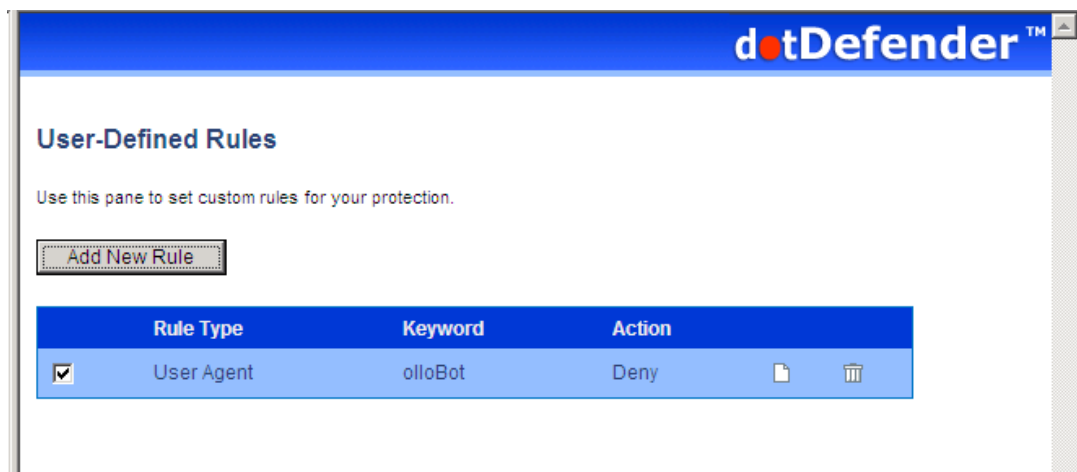 dotDefender™
User-Defined Rules
Use this pane to set custom rules for your protection.
Add New Rule
Rule Type Keyword Action
User Agent olloBot Deny